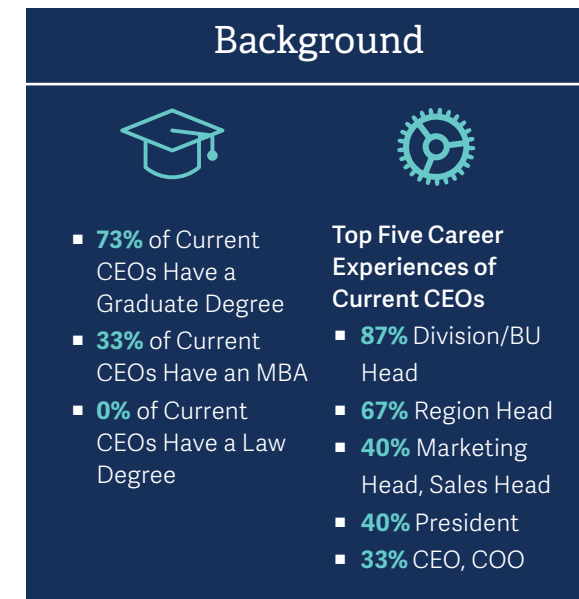 Background
■ 73% of Current
CEOs Have a
Graduate Degree
■ 33% of Current
CEOs Have an MBA
■ 0% of Current
CEOs Have a Law
Degree
Top Five Career
Experiences of
Current CEOs
■ 87% Division/BU
Head
■ 67% Region Head
■ 40% Marketing
Head, Sales Head
■ 40% President
■ 33% CEO, COO